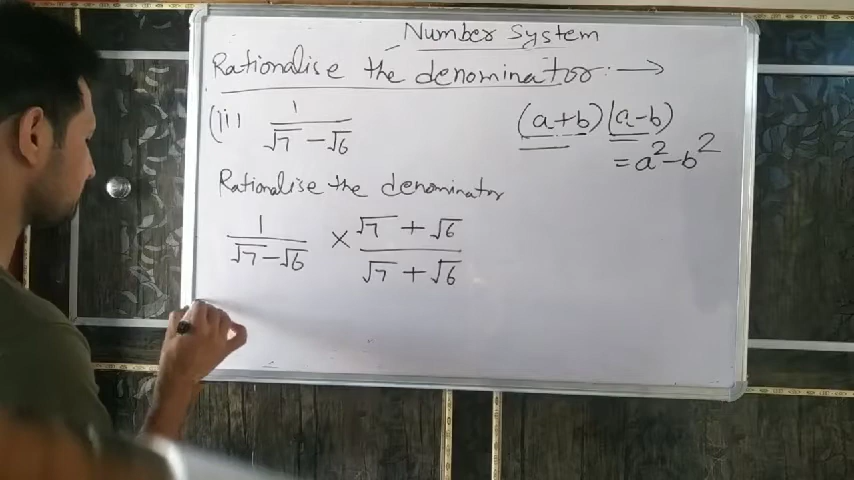 Number System
Rationalise the denominator :- →
(ii) 1/(√7 - √6)
(a+b)(a-b)
= a² - b²
Rationalise the denominator
1/(√7 - √6) × (√7 + √6)/(√7 + √6)